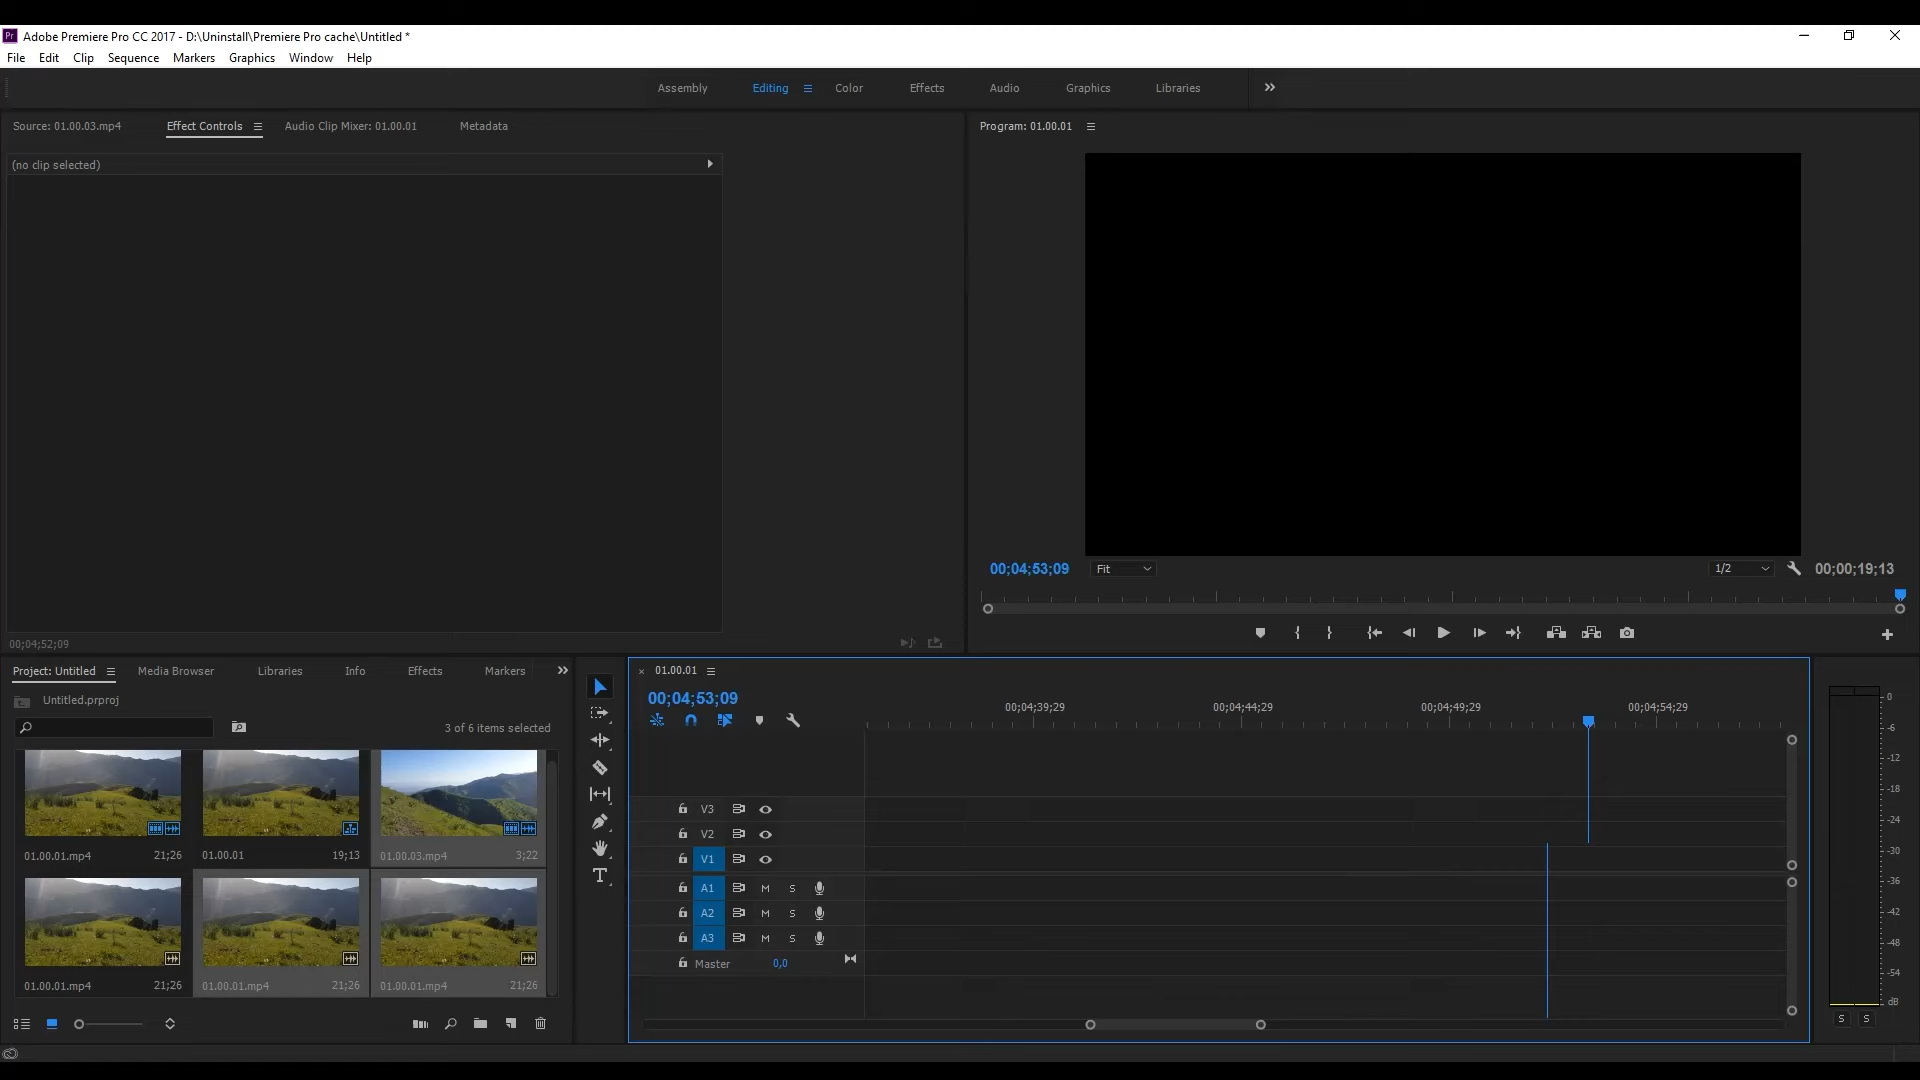 Pr Adobe Premiere Pro CC 2017 - D:\Uninstall\Premiere Pro cache\Untitled *
File Edit Clip Sequence Markers Graphics Window Help
Assembly Editing Color Effects Audio Graphics Libraries
Source: 01.00.03.mp4 Effect Controls Audio Clip Mixer: 01.00.01 Metadata
(no clip selected)
00;04;52;09
Program: 01.00.01
00;04;53;09 Fit 1/2 00;00;19;13
Project: Untitled Media Browser Libraries Info Effects Markers
Untitled.prproj
3 of 6 items selected
01.00.01.mp4 21;26 01.00.01 19;13 01.00.03.mp4 3;22
01.00.01.mp4 21;26 01.00.01.mp4 21;26 01.00.01.mp4 21;26
T
01.00.01
00;04;53;09
00;04;39;29 00;04;44;29 00;04;49;29 00;04;54;29
V3
V2
V1
A1 M S
A2 M S
A3 M S
Master 0,0
0
-6
-12
-18
-24
-30
-36
-42
-48
-54
dB
S S